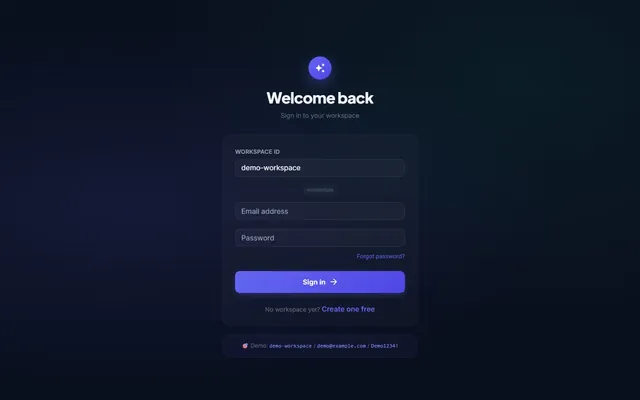 Welcome back
Sign in to your workspace
WORKSPACE ID
demo-workspace
Email address
Password
Forgot password?
Sign in →
No workspace yet? Create one free
Demo: demo-workspace / demo@example.com / Demo1234!